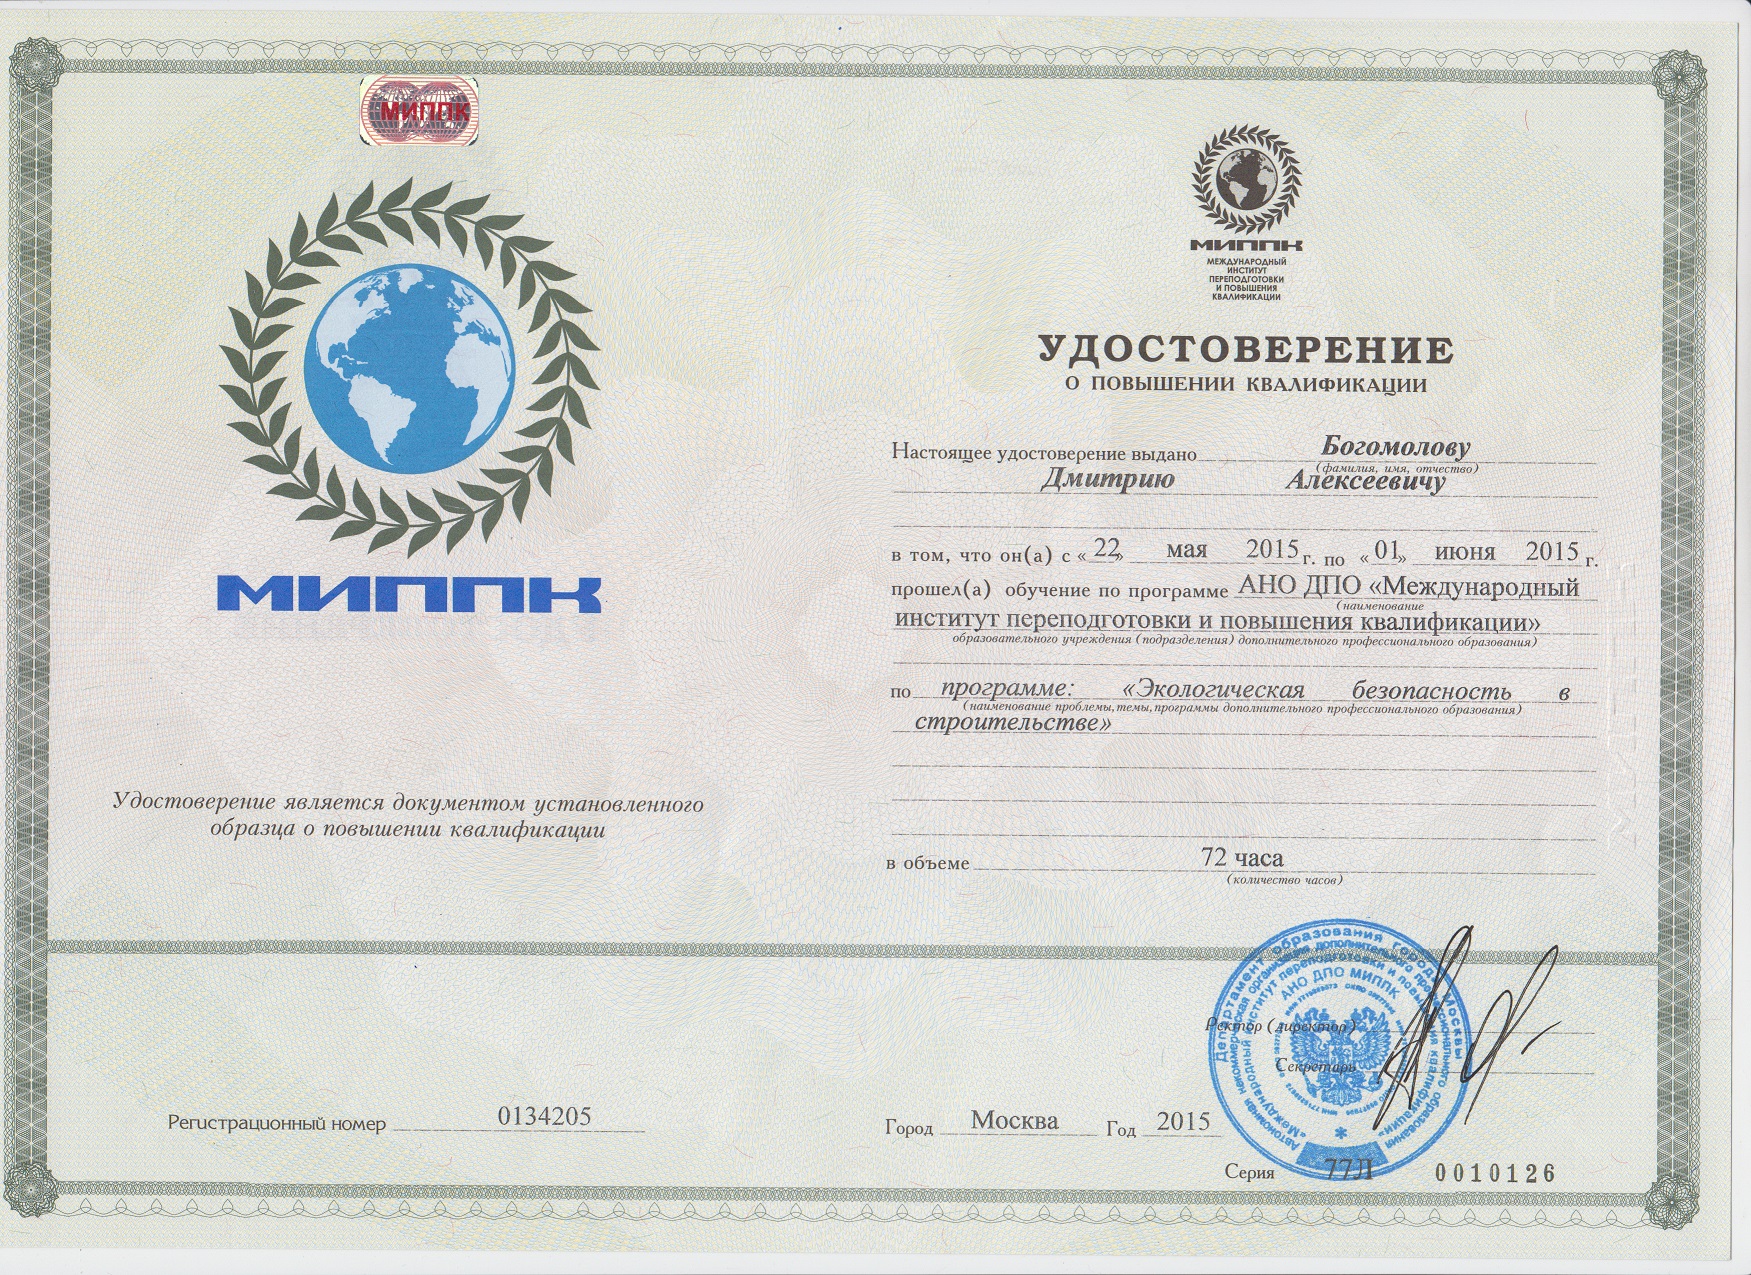 МИППК
МИППК
Удостоверение является документом установленного
образца о повышении квалификации
Регистрационный номер 0134205
МИППК
МЕЖДУНАРОДНЫЙ
ИНСТИТУТ
ПЕРЕПОДГОТОВКИ
И ПОВЫШЕНИЯ
КВАЛИФИКАЦИИ
УДОСТОВЕРЕНИЕ
О ПОВЫШЕНИИ КВАЛИФИКАЦИИ
Настоящее удостоверение выдано Богомолову
(фамилия, имя, отчество)
Дмитрию Алексеевичу
в том, что он(а) с «22» мая 2015 г. по «01» июня 2015 г.
прошел(а) обучение по программе АНО ДПО «Международный
(наименование
институт переподготовки и повышения квалификации»
образовательного учреждения (подразделения) дополнительного профессионального образования)
по программе: «Экологическая безопасность в
(наименование проблемы, темы, программы дополнительного профессионального образования)
строительстве»
в объеме 72 часа
(количество часов)
Департамент образования города Москвы
Автономная некоммерческая организация дополнительного профессионального образования
«Международный институт переподготовки и повышения квалификации»
АНО ДПО МИППК
Ректор (директор)
Секретарь
Город Москва Год 2015
Серия 77Л 0010126